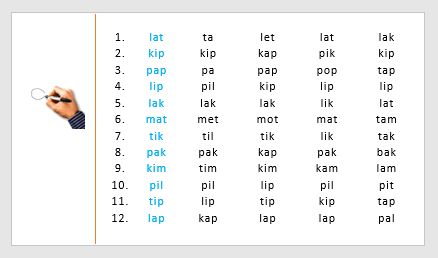 1. lat ta let lat lak
2. kip kip kap pik kip
3. pap pa pap pop tap
4. lip pil kip lip lip
5. lak lak lak lik lat
6. mat met mot mat tam
7. tik til tik lik tak
8. pak pak kap pak bak
9. kim tim kim kam lam
10. pil pil lip pil pit
11. tip lip tip kip tap
12. lap kap lap lap pal